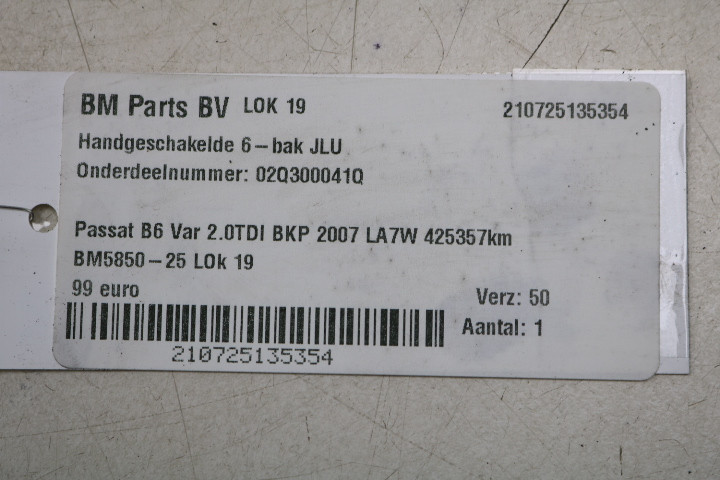 BM Parts BV LOK 19 210725135354
Handgeschakelde 6-bak JLU
Onderdeelnummer: 02Q300041Q
Passat B6 Var 2.0TDI BKP 2007 LA7W 425357km
BM5850-25 LOk 19
99 euro Verz: 50
Aantal: 1
210725135354